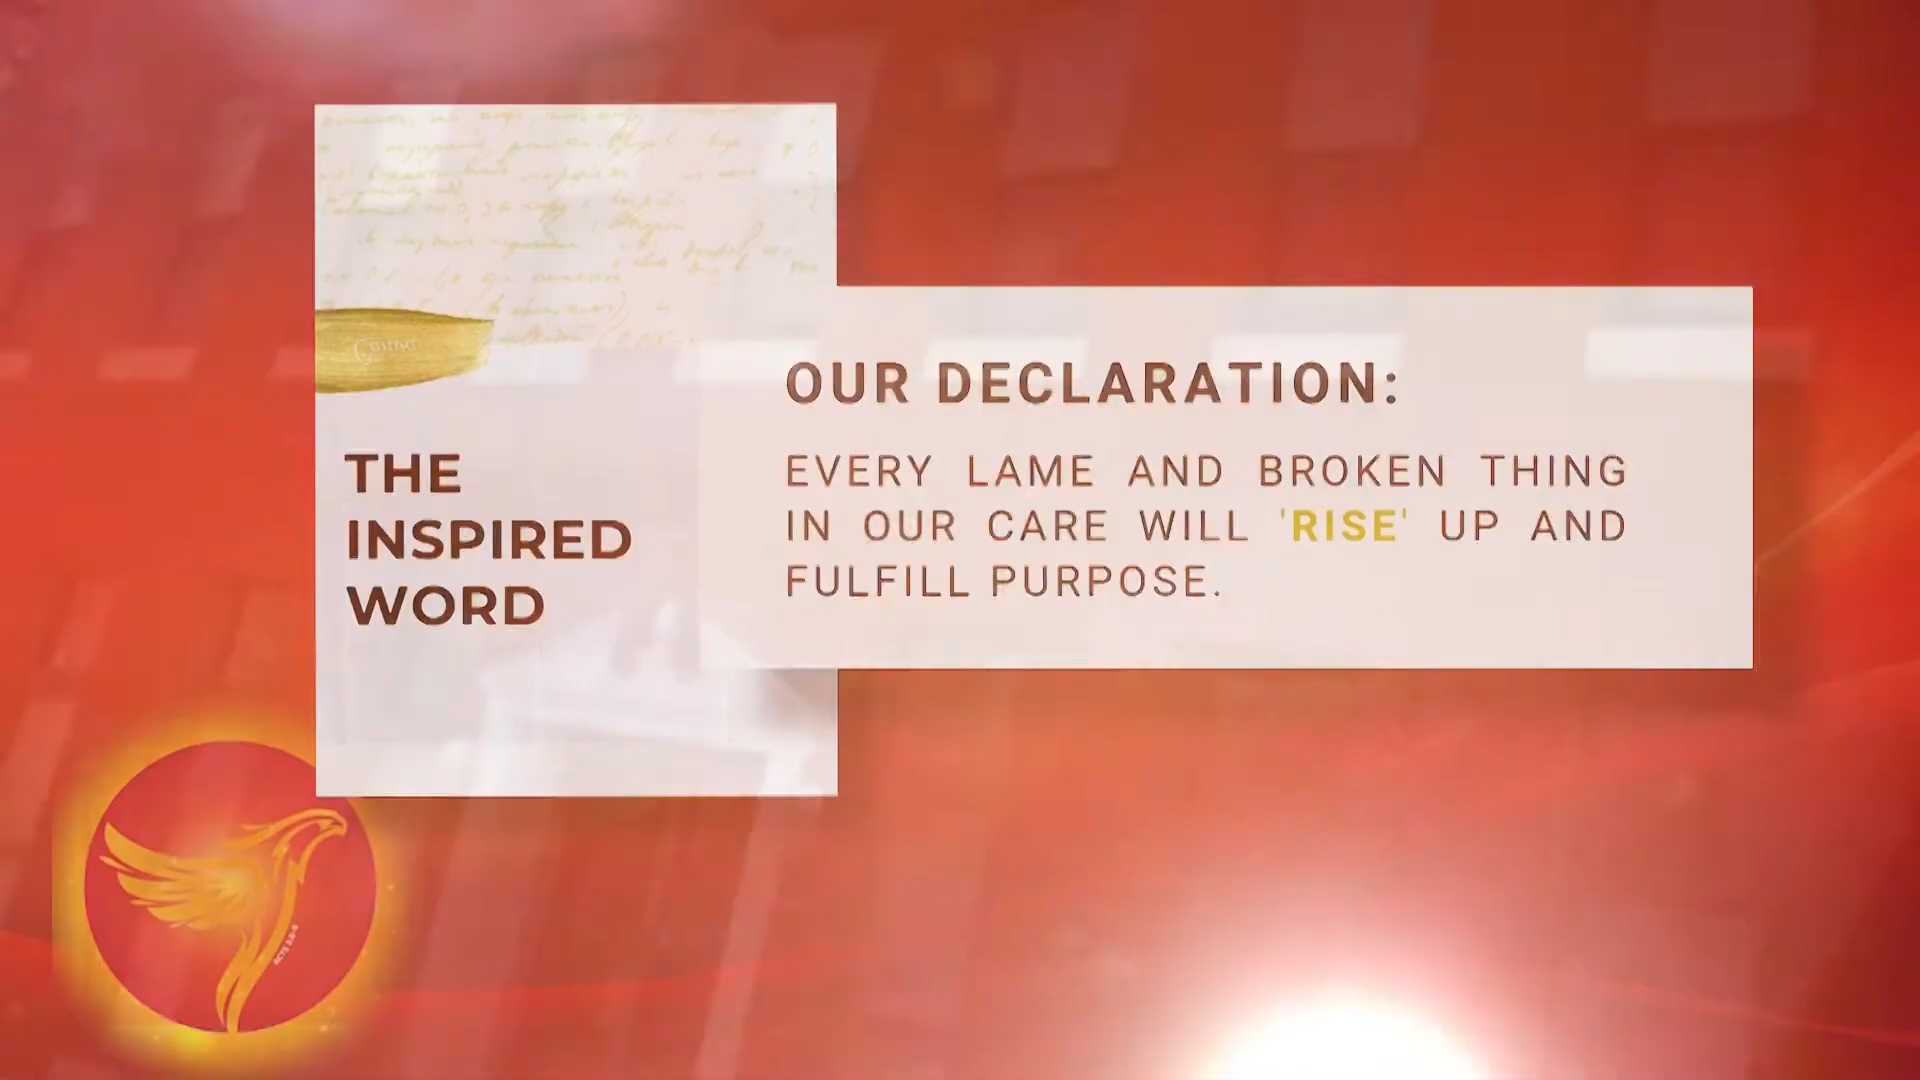 THE
INSPIRED
WORD
OUR DECLARATION:
EVERY LAME AND BROKEN THING
IN OUR CARE WILL 'RISE' UP AND
FULFILL PURPOSE.